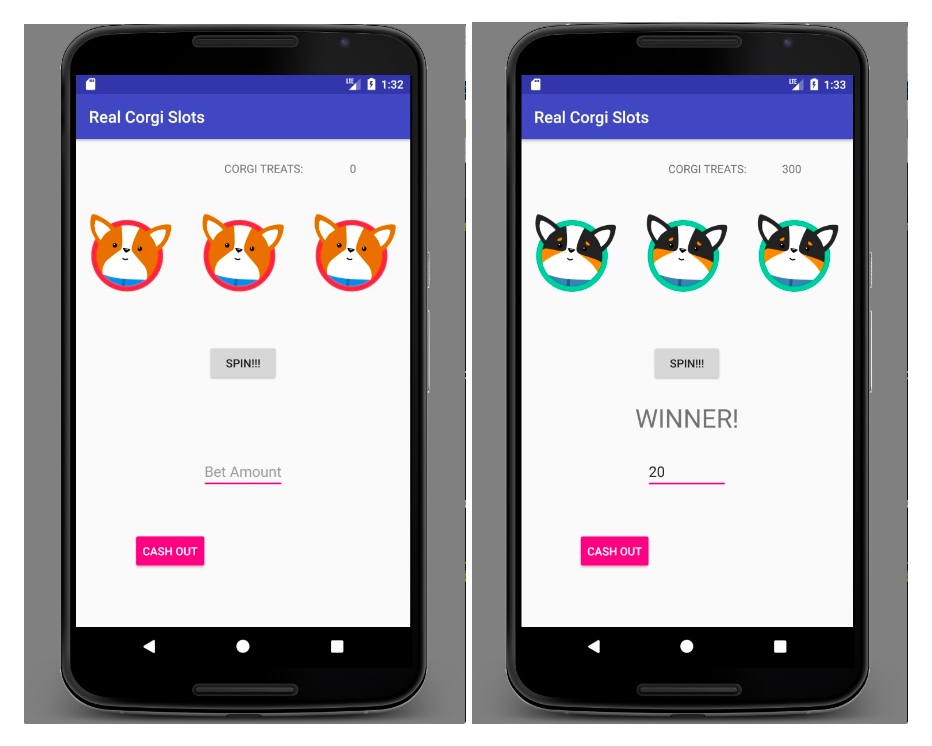 LTE 1:32
Real Corgi Slots
CORGI TREATS: 0
SPIN!!!
Bet Amount
CASH OUT
LTE 1:33
Real Corgi Slots
CORGI TREATS: 300
SPIN!!!
WINNER!
20
CASH OUT